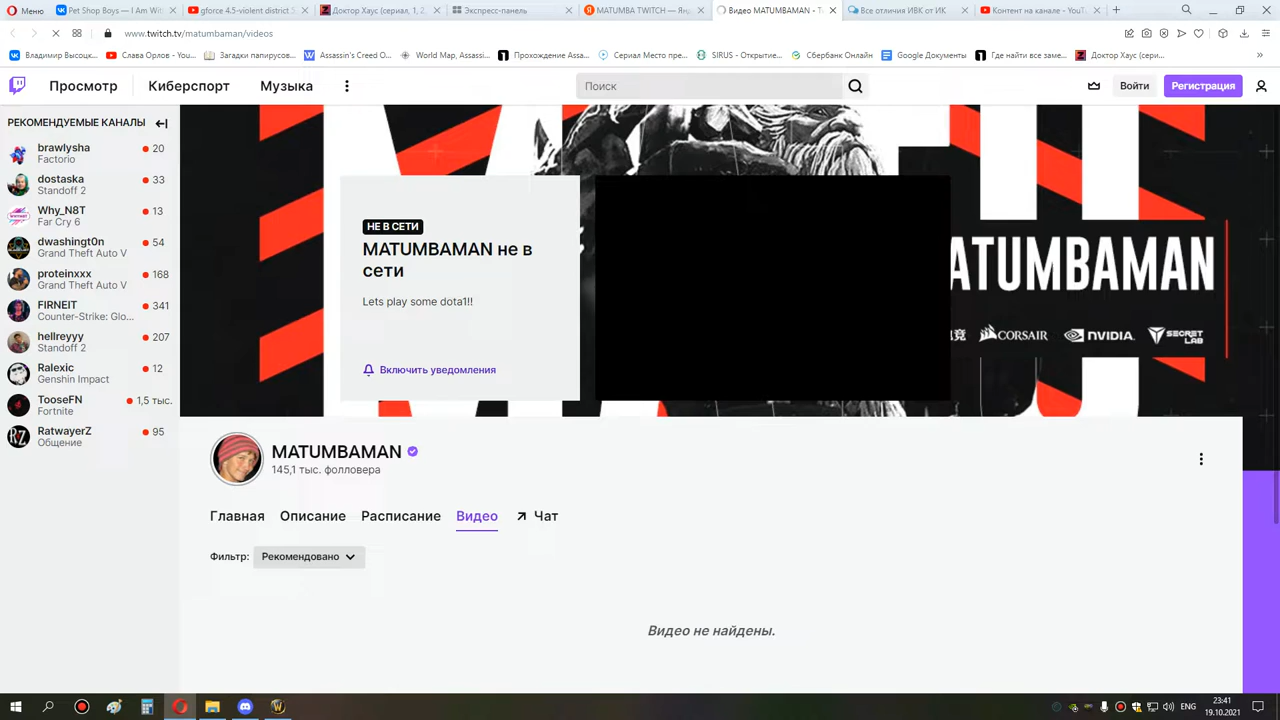 Меню
Pet Shop Boys — I Am Wit
gforce 4.5-violent district S
Доктор Хаус (сериал, 1, 2,
Экспресс-панель
MATUMBA TWITCH — Янд
Видео MATUMBAMAN - T
Все отличия ИВК от ИК
Контент на канале - YouTu
www.twitch.tv/matumbaman/videos
Владимир Высоцк...
Слава Орлов - You...
Загадки папирусов...
Assassin's Creed O...
World Map, Assassi...
Прохождение Assa...
Сериал Место пре...
SIRUS - Открытие...
Сбербанк Онлайн
Google Документы
Где найти все заме...
Доктор Хаус (сери...
Просмотр
Киберспорт
Музыка
Поиск
Войти
Регистрация
РЕКОМЕНДУЕМЫЕ КАНАЛЫ
brawlysha 20
Factorio
dostaska 33
Standoff 2
Why_N8T 13
Far Cry 6
dwashingt0n 54
Grand Theft Auto V
proteinxxx 168
Grand Theft Auto V
FIRNEIT 341
Counter-Strike: Glo...
hellreyyy 207
Standoff 2
Ralexic 12
Genshin Impact
TooseFN 1,5 тыс.
Fortnite
RatwayerZ 95
Общение
НЕ В СЕТИ
MATUMBAMAN не в
сети
Lets play some dota1!!
Включить уведомления
ATUMBAMAN
CORSAIR
NVIDIA.
SECRET
LAB
MATUMBAMAN
145,1 тыс. фолловера
Главная
Описание
Расписание
Видео
Чат
Фильтр:
Рекомендовано
Видео не найдены.
ENG
23:41
19.10.2021